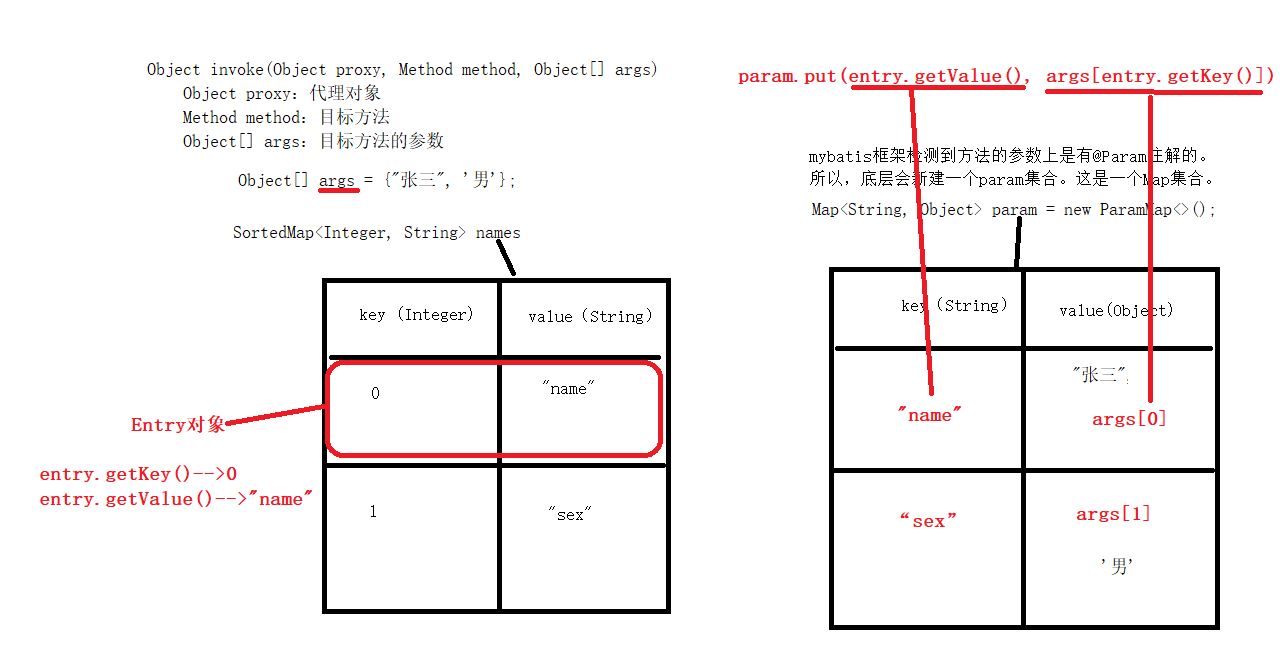 Object invoke(Object proxy, Method method, Object[] args)
Object proxy: 代理对象
Method method: 目标方法
Object[] args: 目标方法的参数
Object[] args = {"张三", '男'};
SortedMap<Integer, String> names
key (Integer)
value (String)
0
"name"
Entry对象
entry.getKey()-->0
entry.getValue()-->"name"
1
"sex"
param.put(entry.getValue(), args[entry.getKey()])
mybatis框架检测到方法的参数上是有@Param注解的。
所以，底层会新建一个param集合。这是一个Map集合。
Map<String, Object> param = new ParamMap<>();
key (String)
value(Object)
"张三",
"name"
args[0]
“sex”
args[1]
'男'